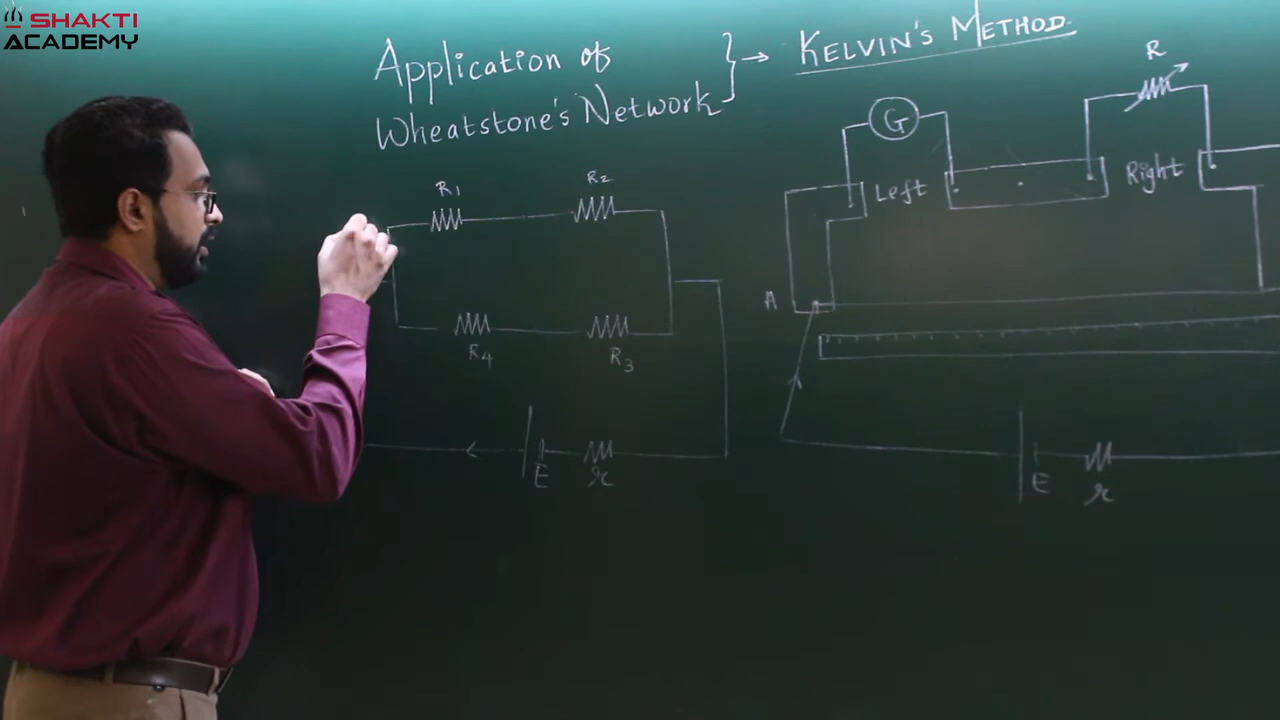 SHAKTI
ACADEMY
Application of
Wheatstone's Network
→ KELVIN'S METHOD
R
G
Left
Right
R1
R2
A
R4
R3
E
r
E
r